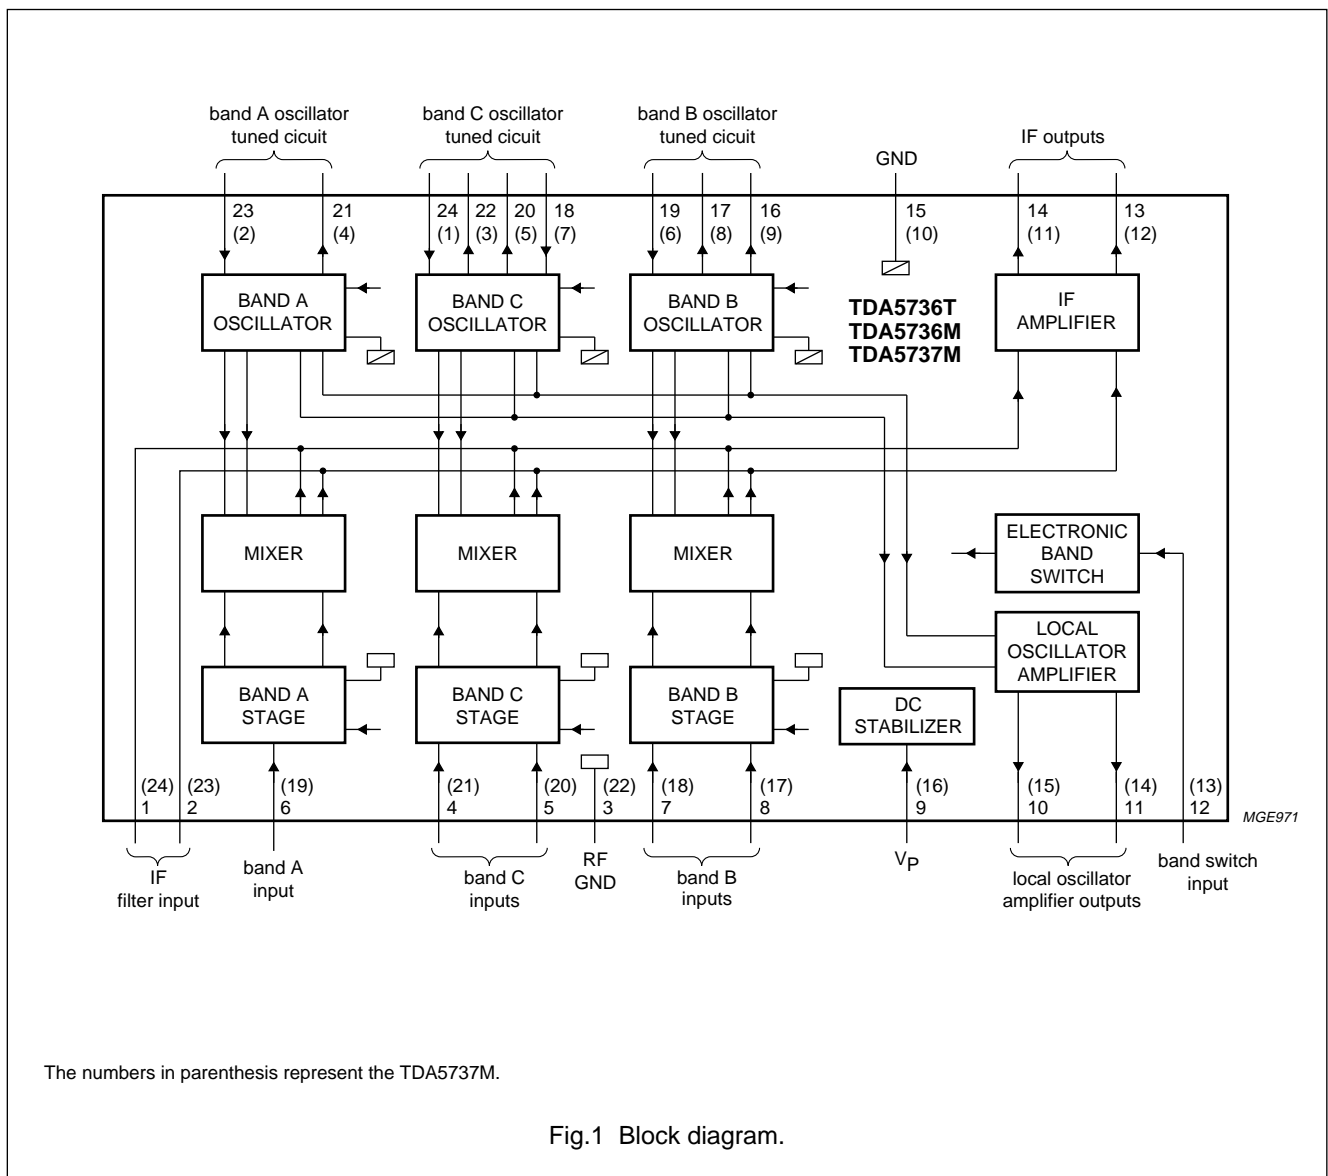 band A oscillator
tuned cicuit
band C oscillator
tuned cicuit
band B oscillator
tuned cicuit
GND
IF outputs
23 21 24 22 20 18 19 17 16 15 14 13
(2) (4) (1) (3) (5) (7) (6) (8) (9) (10) (11) (12)
BAND A
OSCILLATOR
BAND C
OSCILLATOR
BAND B
OSCILLATOR
TDA5736T
TDA5736M
TDA5737M
IF
AMPLIFIER
MIXER
MIXER
MIXER
ELECTRONIC
BAND
SWITCH
LOCAL
OSCILLATOR
AMPLIFIER
BAND A
STAGE
BAND C
STAGE
BAND B
STAGE
DC
STABILIZER
(24) (23) (19) (21) (20) (22) (18) (17) (16) (15) (14) (13)
1 2 6 4 5 3 7 8 9 10 11 12
MGE971
IF
filter input
band A
input
band C
inputs
RF
GND
band B
inputs
VP
local oscillator
amplifier outputs
band switch
input
The numbers in parenthesis represent the TDA5737M.
Fig.1 Block diagram.